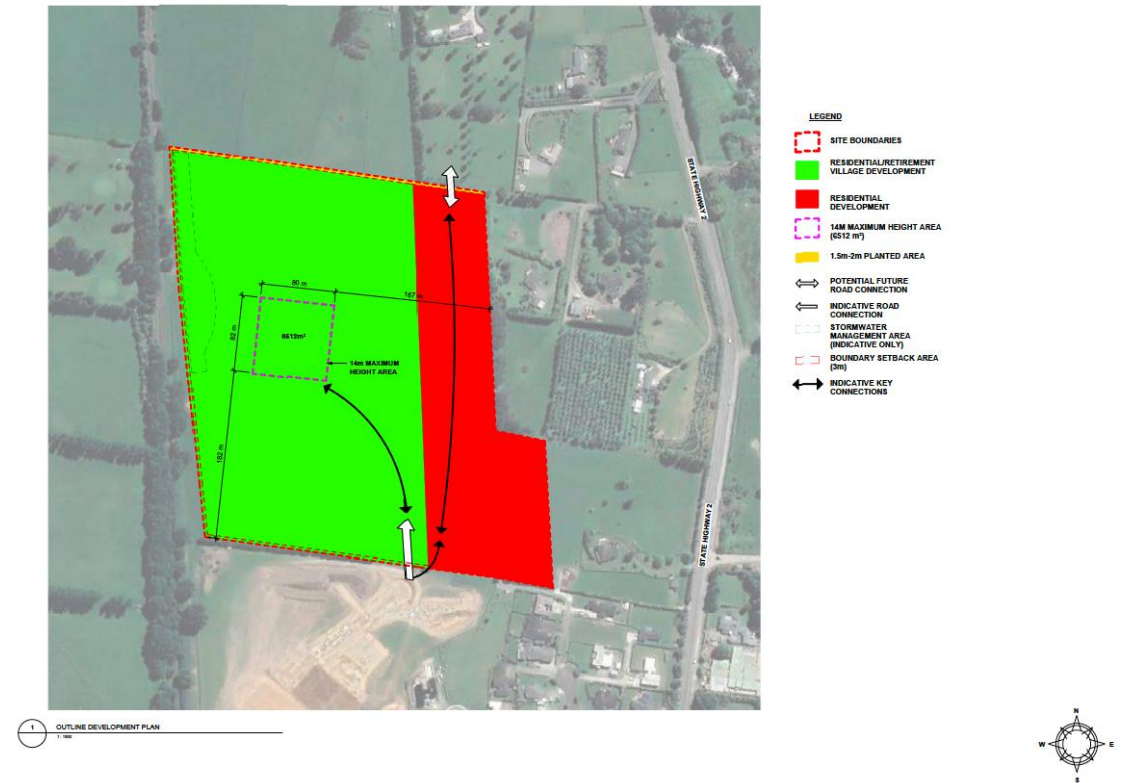 STATE HIGHWAY 2
80 m
167 m
82 m
6512m²
14m MAXIMUM
HEIGHT AREA
182 m
STATE HIGHWAY 2
LEGEND
SITE BOUNDARIES
RESIDENTIAL/RETIREMENT
VILLAGE DEVELOPMENT
RESIDENTIAL
DEVELOPMENT
14M MAXIMUM HEIGHT AREA
(6512 m²)
1.5m-2m PLANTED AREA
POTENTIAL FUTURE
ROAD CONNECTION
INDICATIVE ROAD
CONNECTION
STORMWATER
MANAGEMENT AREA
(INDICATIVE ONLY)
BOUNDARY SETBACK AREA
(3m)
INDICATIVE KEY
CONNECTIONS
1
OUTLINE DEVELOPMENT PLAN
N
W
E
S